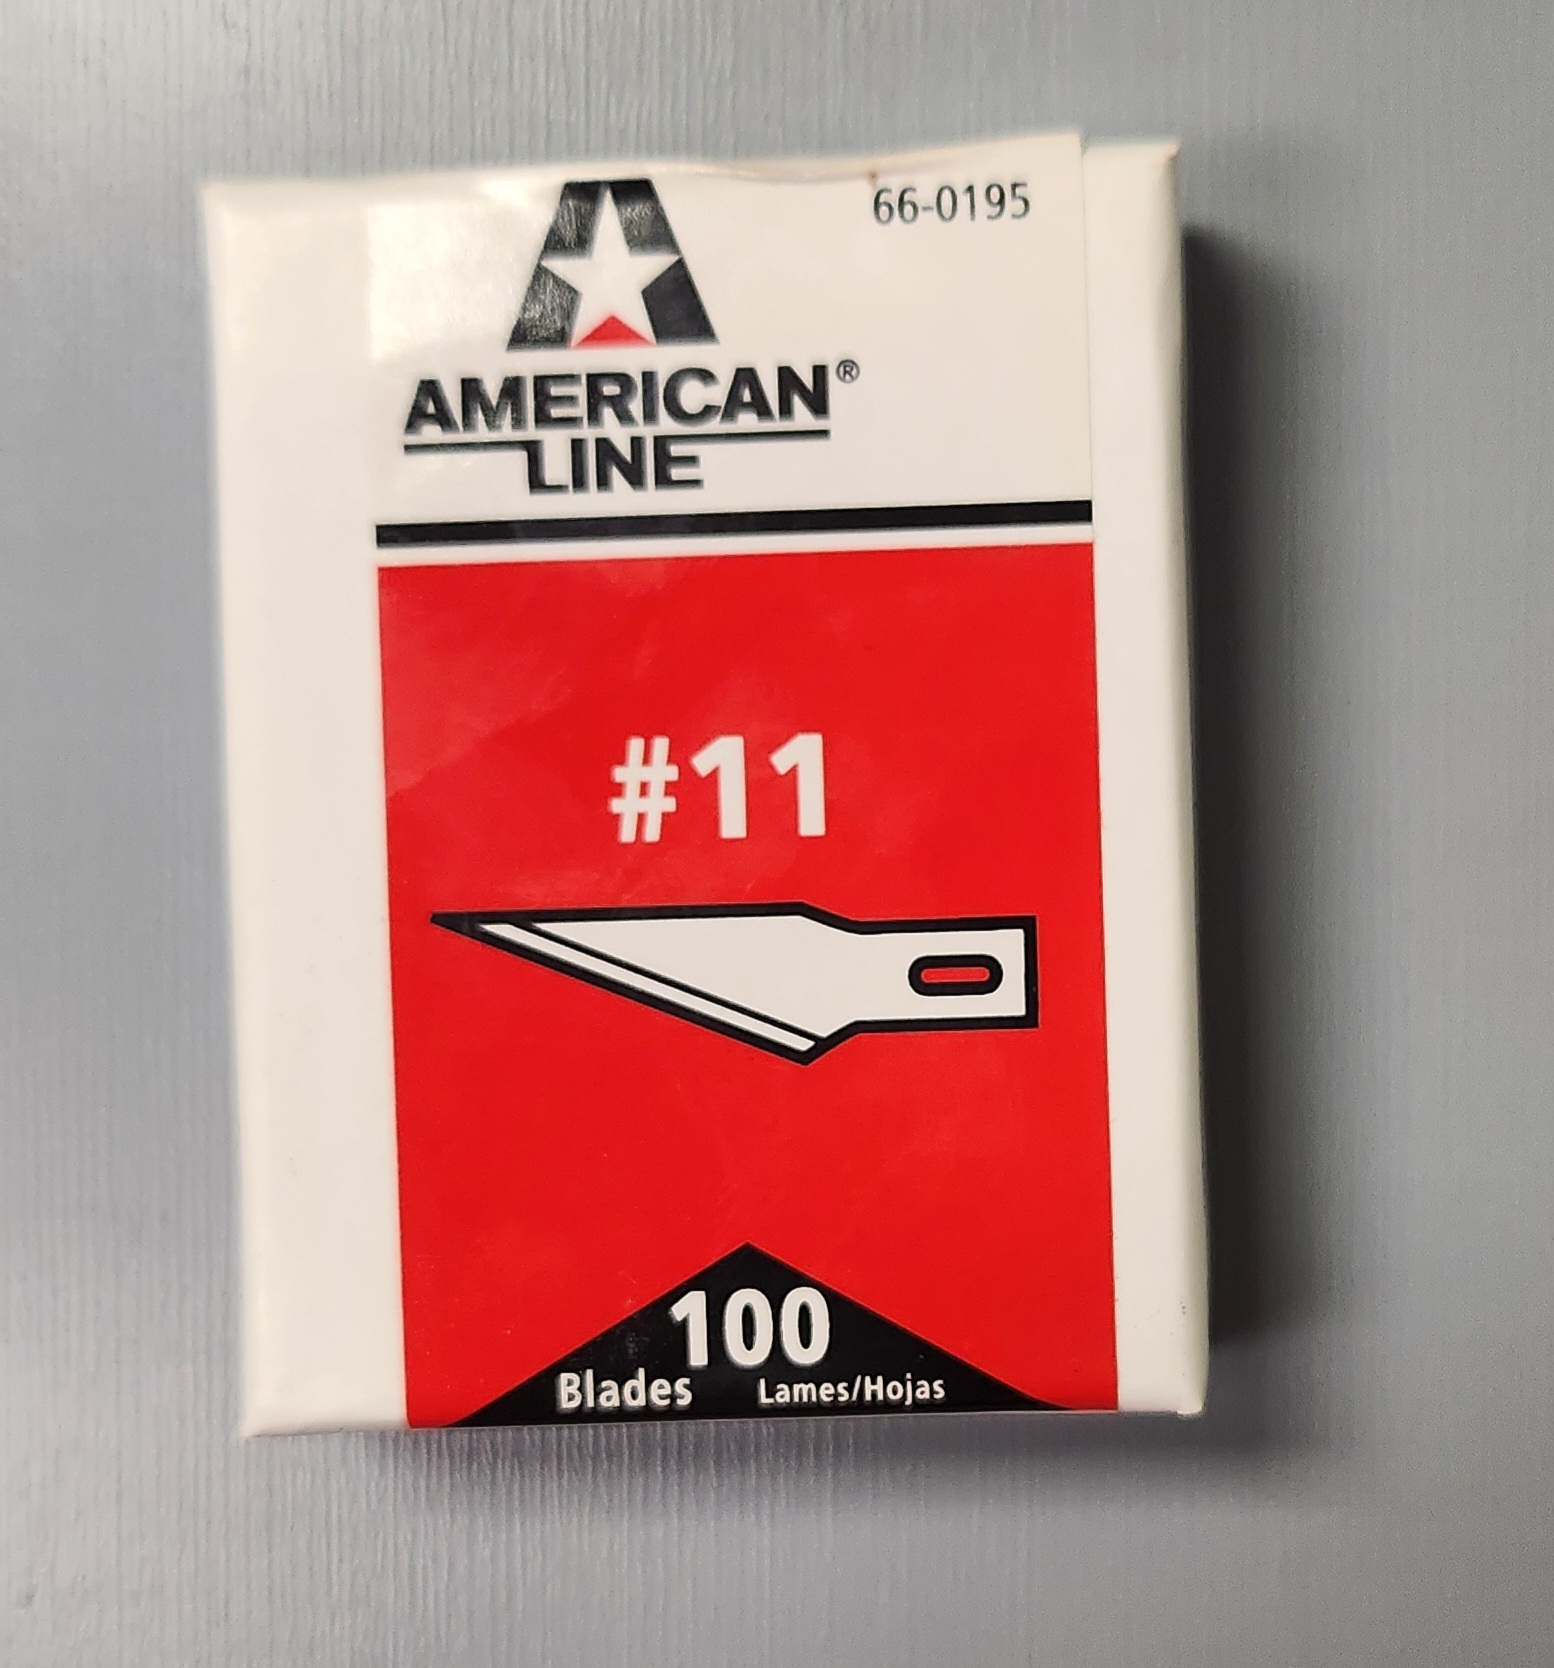 66-0195
AMERICAN®
LINE
#11
100
Blades Lames/Hojas